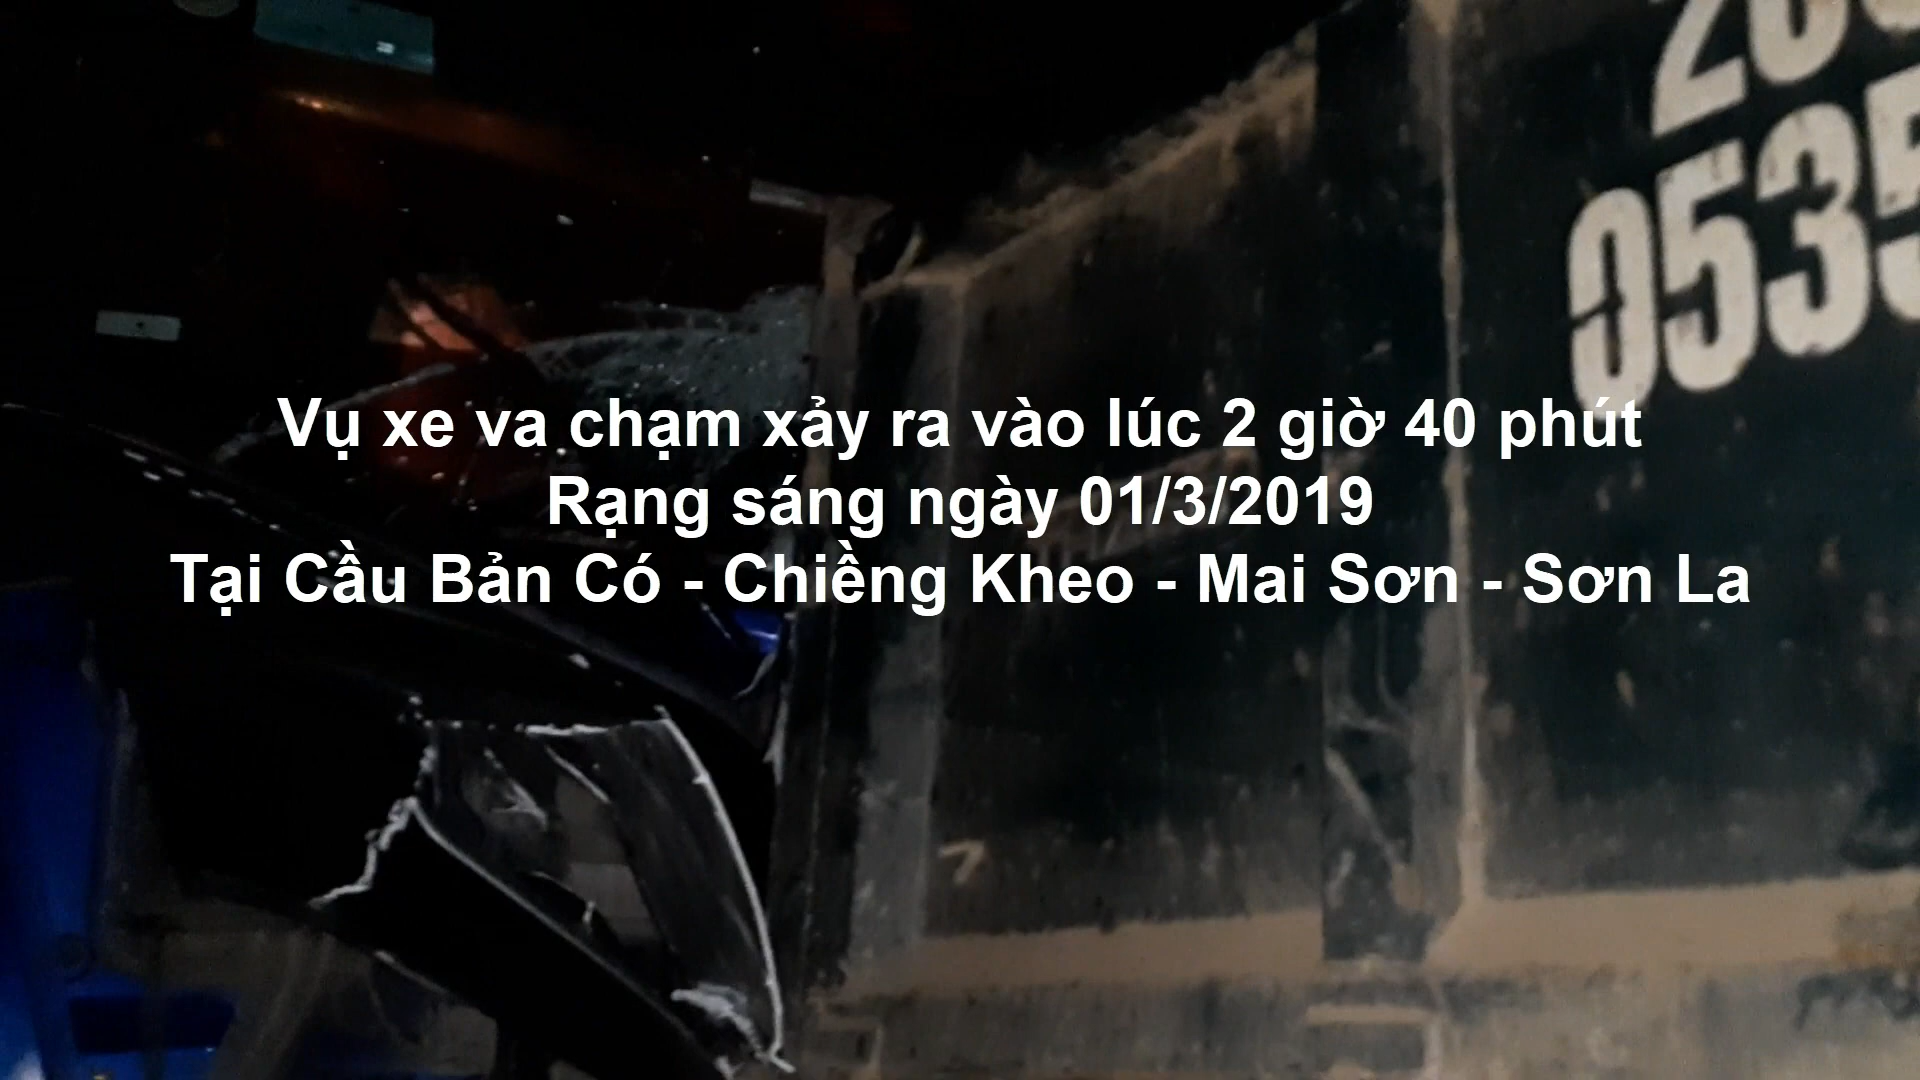 0535
Vụ xe va chạm xảy ra vào lúc 2 giờ 40 phút
Rạng sáng ngày 01/3/2019
Tại Cầu Bản Có - Chiềng Kheo - Mai Sơn - Sơn La